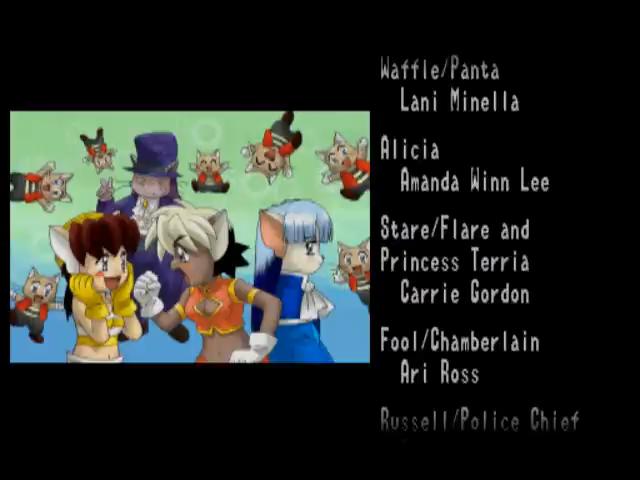 Waffle/Panta
Lani Minella
Alicia
Amanda Winn Lee
Stare/Flare and
Princess Terria
Carrie Gordon
Fool/Chamberlain
Ari Ross
Russell/Police Chief